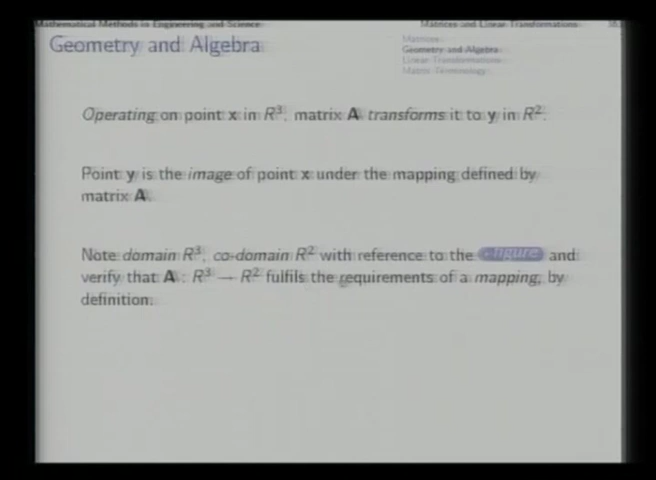 Mathematical Methods in Engineering and Science
Matrices and Linear Transformations
Geometry and Algebra
Matrices
Geometry and Algebra
Linear Transformations
Matrix Terminology
Operating on point x in R³, matrix A transforms it to y in R².
Point y is the image of point x under the mapping defined by
matrix A.
Note domain R³, co-domain R² with reference to the figure and
verify that A : R³ → R² fulfils the requirements of a mapping, by
definition.